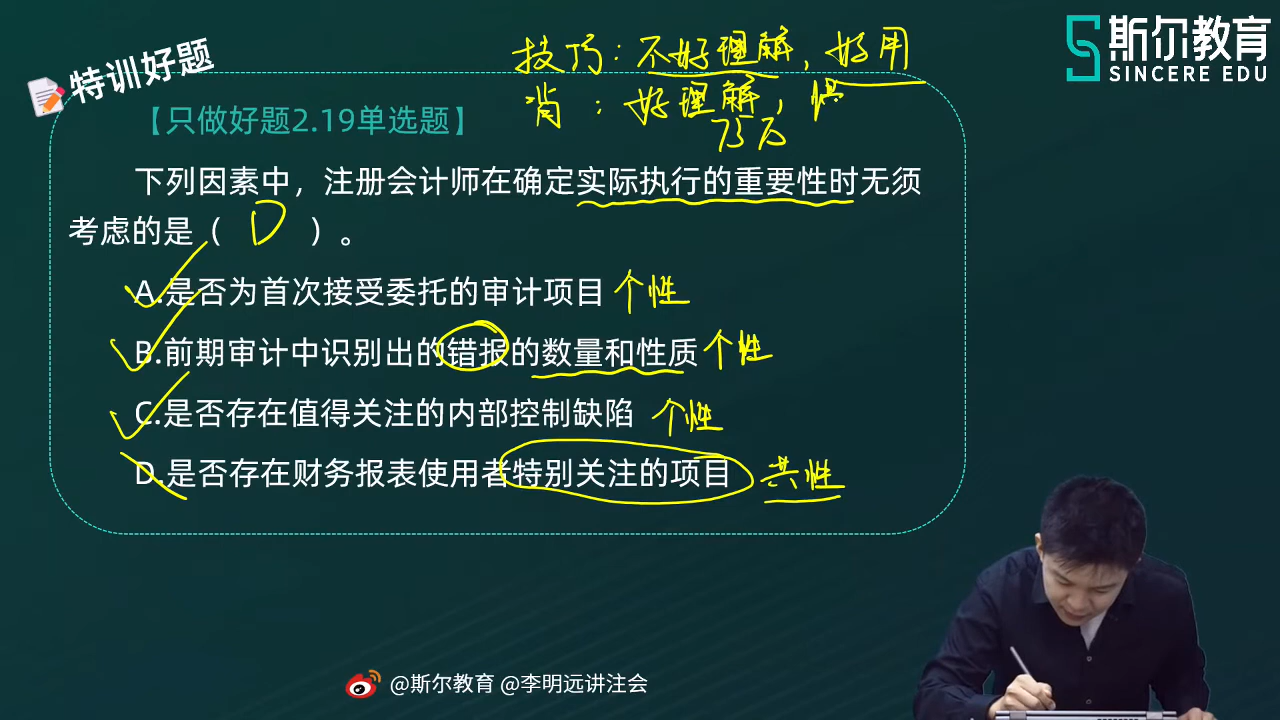 特训好题
斯尔教育
SINCERE EDU
技巧：不好理解，好用
背：好理解，
75万
【只做好题2.19单选题】
下列因素中，注册会计师在确定实际执行的重要性时无须
考虑的是（ D ）。
A.是否为首次接受委托的审计项目 个性
B.前期审计中识别出的错报的数量和性质 个性
C.是否存在值得关注的内部控制缺陷 个性
D.是否存在财务报表使用者特别关注的项目 共性
@斯尔教育 @李明远讲注会